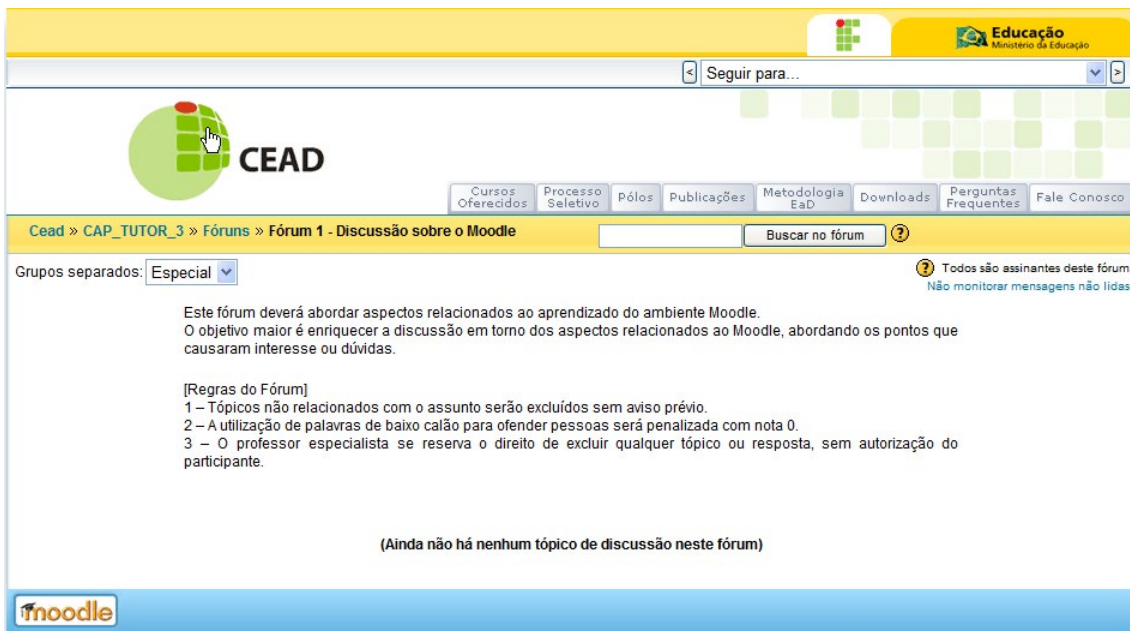 Educação
Ministério da Educação
< Seguir para... >
CEAD
Cursos Oferecidos
Processo Seletivo
Pólos
Publicações
Metodologia EaD
Downloads
Perguntas Frequentes
Fale Conosco
Cead » CAP_TUTOR_3 » Fóruns » Fórum 1 - Discussão sobre o Moodle
Buscar no fórum ?
Grupos separados: Especial
? Todos são assinantes deste fórum
Não monitorar mensagens não lidas
Este fórum deverá abordar aspectos relacionados ao aprendizado do ambiente Moodle.
O objetivo maior é enriquecer a discussão em torno dos aspectos relacionados ao Moodle, abordando os pontos que
causaram interesse ou dúvidas.
[Regras do Fórum]
1 – Tópicos não relacionados com o assunto serão excluídos sem aviso prévio.
2 – A utilização de palavras de baixo calão para ofender pessoas será penalizada com nota 0.
3 – O professor especialista se reserva o direito de excluir qualquer tópico ou resposta, sem autorização do
participante.
(Ainda não há nenhum tópico de discussão neste fórum)
moodle